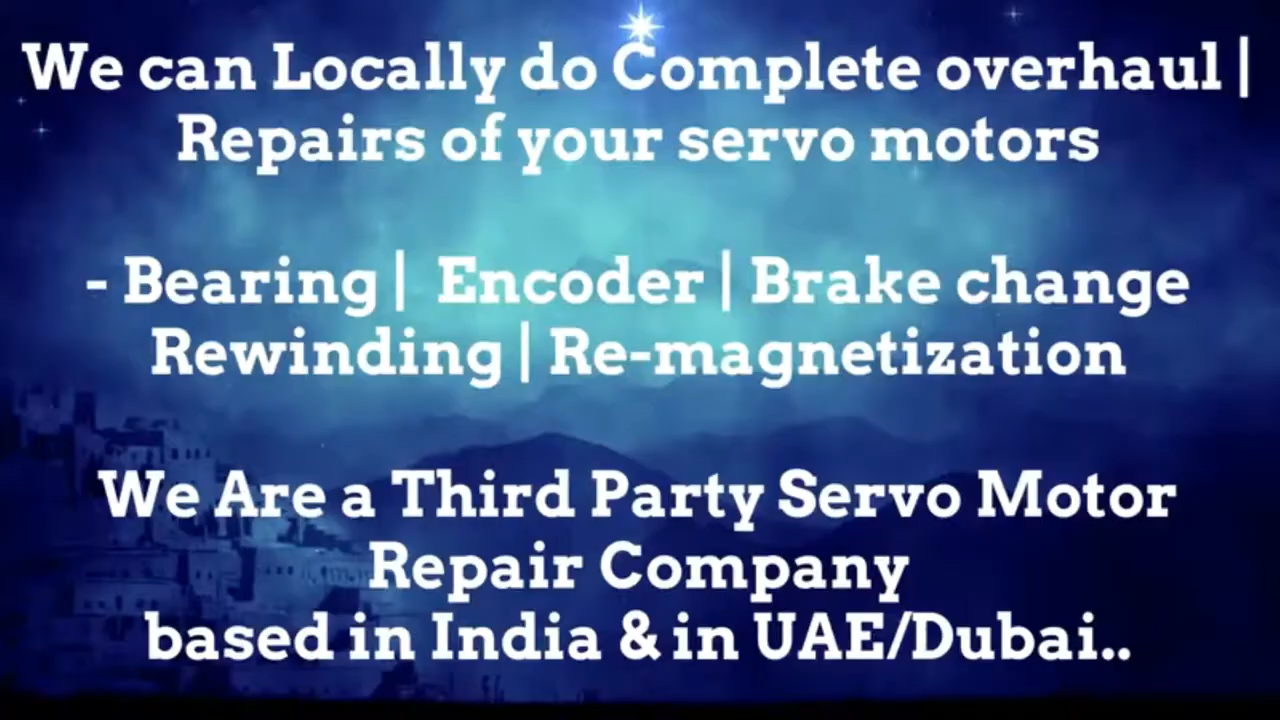 We can Locally do Complete overhaul |
Repairs of your servo motors
- Bearing | Encoder | Brake change
Rewinding | Re-magnetization
We Are a Third Party Servo Motor
Repair Company
based in India & in UAE/Dubai..